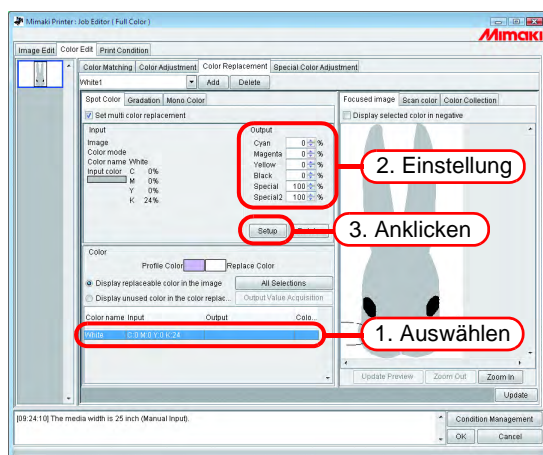 Mimaki Printer : Job Editor ( Full Color )
Mimaki
Image Edit Color Edit Print Condition
Color Matching Color Adjustment Color Replacement Special Color Adjustment
White1 Add Delete
Spot Color Gradation Mono Color
Set multi color replacement
Input
Image
Color mode
Color name White
Input color C 0%
M 0%
Y 0%
K 24%
Output
Cyan 0 %
Magenta 0 %
Yellow 0 %
Black 0 %
Special 100 %
Special2 100 %
Setup
Color
Profile Color Replace Color
Display replaceable color in the image All Selections
Display unused color in the color replac... Output Value Acquisition
Color name Input Output Colo...
White C 0 M 0 Y 0 K 24
Focused image Scan color Color Collection
Display selected color in negative
2. Einstellung
3. Anklicken
1. Auswählen
Update Preview Zoom Out Zoom In
Update
[09:24:10] The media width is 25 inch (Manual Input).
Condition Management
OK Cancel